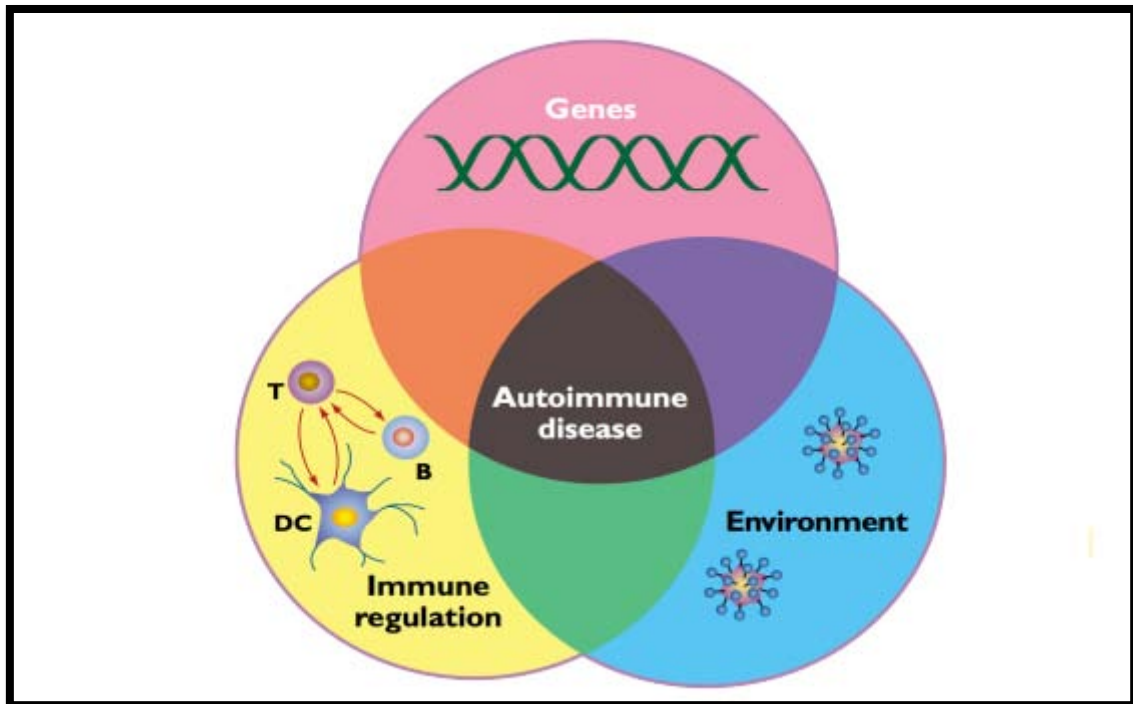 Genes
Autoimmune
disease
T
B
DC
Environment
Immune
regulation